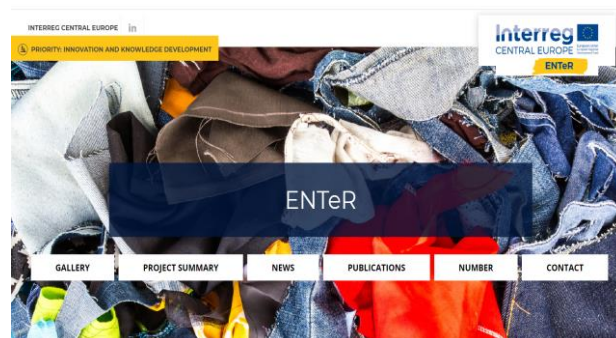 INTERREG CENTRAL EUROPE in
PRIORITY: INNOVATION AND KNOWLEDGE DEVELOPMENT
Interreg
CENTRAL EUROPE
ENTeR
ENTeR
GALLERY PROJECT SUMMARY NEWS PUBLICATIONS NUMBER CONTACT